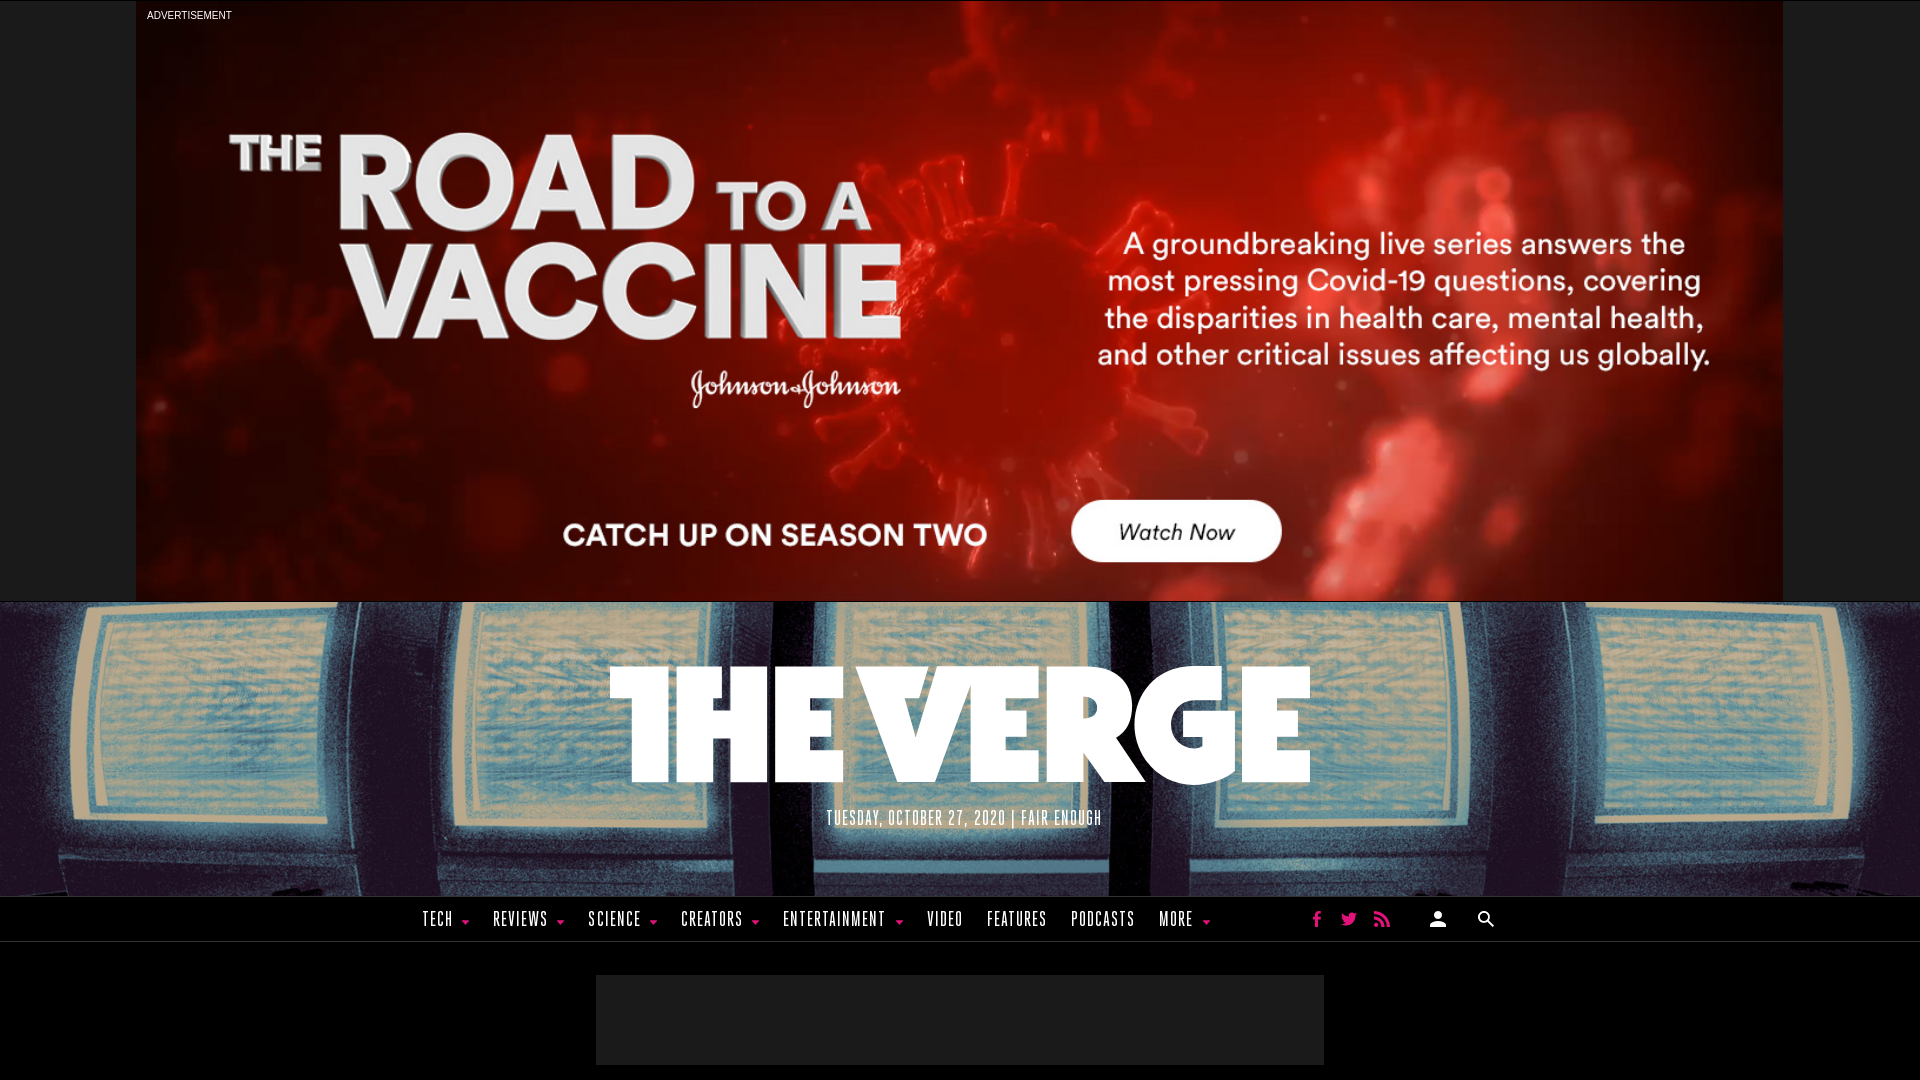 ADVERTISEMENT
THE ROAD TO A
VACCINE
Johnson & Johnson
A groundbreaking live series answers the
most pressing Covid-19 questions, covering
the disparities in health care, mental health,
and other critical issues affecting us globally.
CATCH UP ON SEASON TWO
Watch Now
THE VERGE
TUESDAY, OCTOBER 27, 2020 | FAIR ENOUGH
TECH REVIEWS SCIENCE CREATORS ENTERTAINMENT VIDEO FEATURES PODCASTS MORE